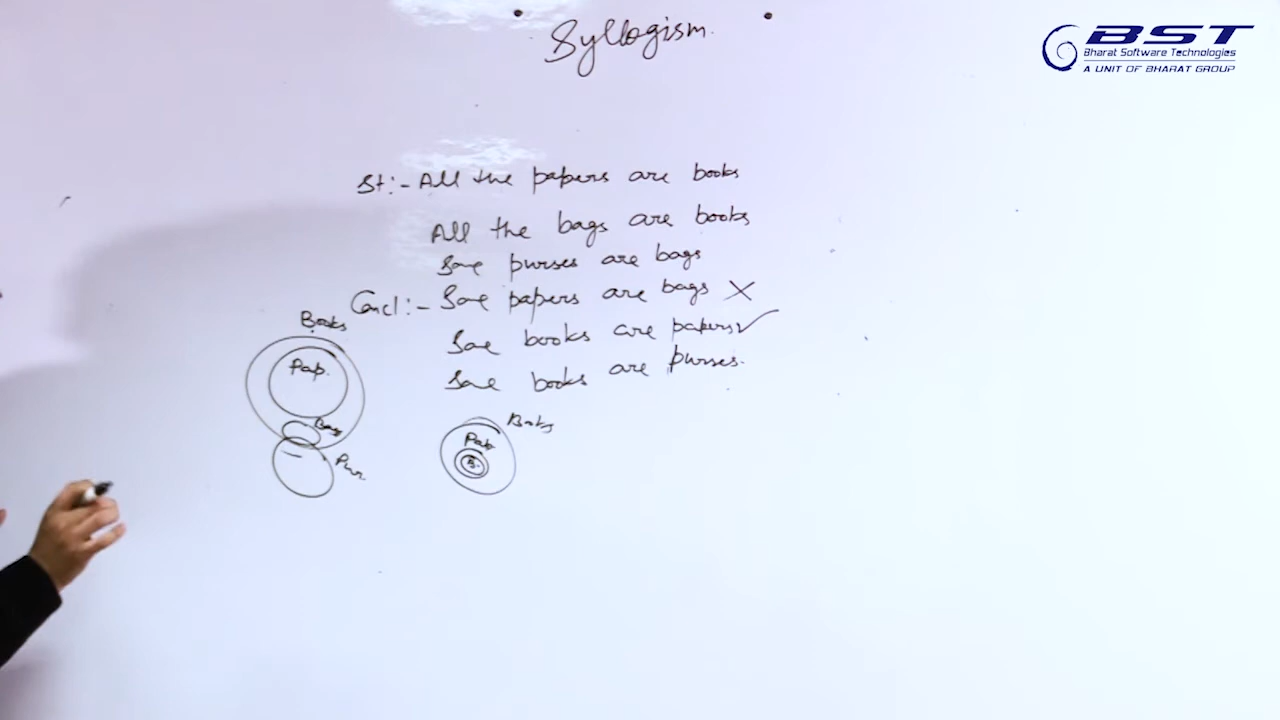 Syllogism.
BST
Bharat Software Technologies
A UNIT OF BHARAT GROUP
St:- All the papers are books
All the bags are books
Some purses are bags
Concl:- Some papers are bags ✗
Some books are papers ✓
Some books are purses.
Books
Pap.
Bag
Pur.
Books
B.